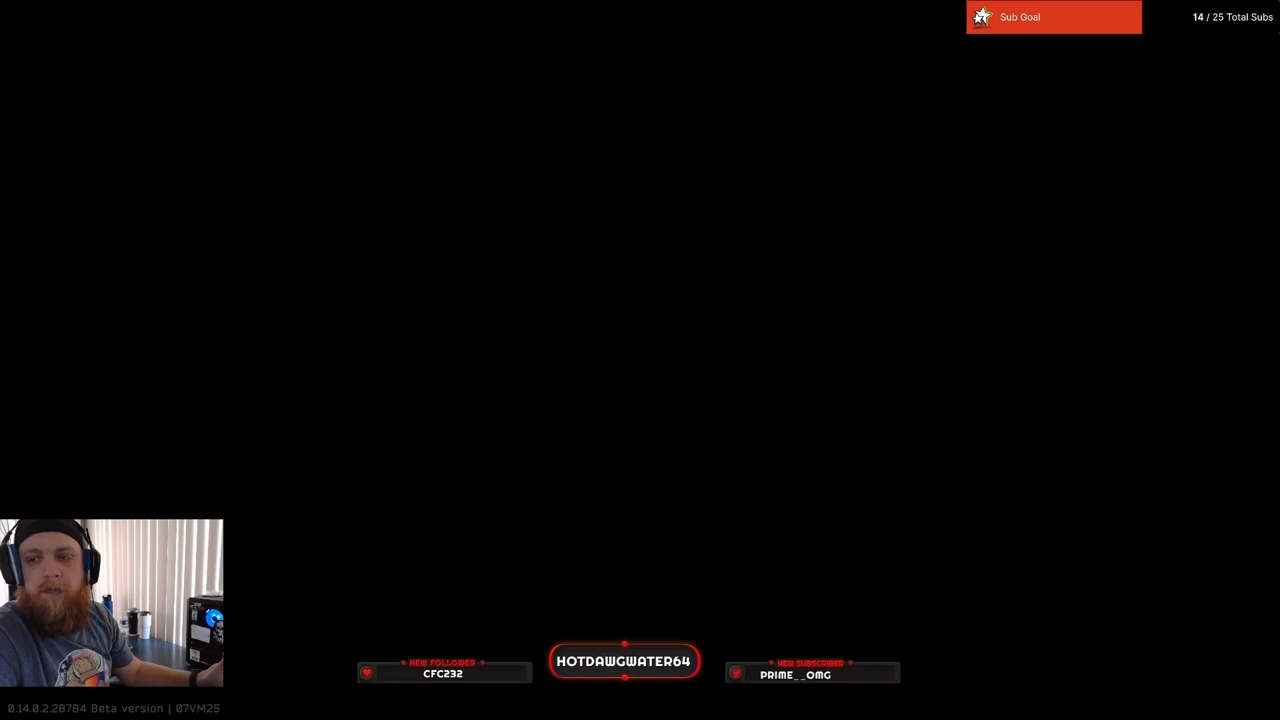 Sub Goal
14 / 25 Total Subs
NEW FOLLOWER
CFC232
HOTDAWGWATER64
NEW SUBSCRIBER
PRIME__OMG
0.14.0.2.28784 Beta version | 07VM25